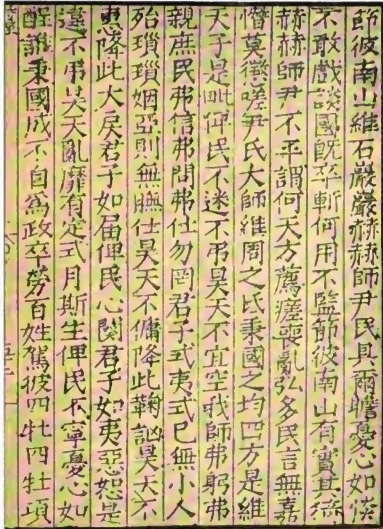 節彼南山維石巖巖赫赫師尹民具爾瞻憂心如惔
不敢戲談國既卒斬何用不監節彼南山有實其猗
赫赫師尹不平謂何天方薦瘥喪亂弘多民言無嘉
憯莫懲嗟尹氏大師維周之氐秉國之均四方是維
天子是毗俾民不迷不弔昊天不宜空我師弗躬弗
親庶民弗信弗問弗仕勿罔君子式夷式已無小人
殆瑣瑣姻亞則無膴仕昊天不傭降此鞠訩昊天不
惠降此大戾君子如届俾民心闋君子如夷惡怒是
違不弔昊天亂靡有定式月斯生俾民不寧憂心如
酲誰秉國成不自為政卒勞百姓駕彼四牡四牡項